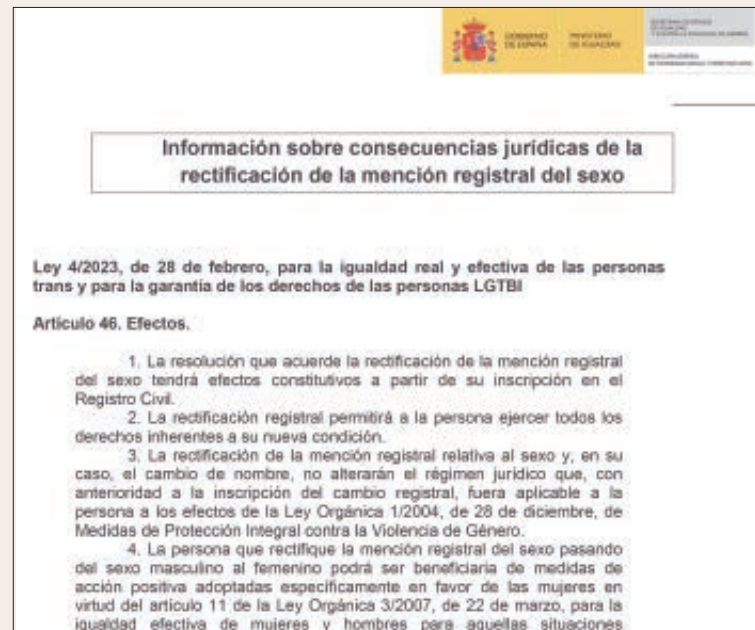 GOBIERNO
DE ESPAÑA
MINISTERIO
DE IGUALDAD
Información sobre consecuencias jurídicas de la
rectificación de la mención registral del sexo
Ley 4/2023, de 28 de febrero, para la igualdad real y efectiva de las personas
trans y para la garantía de los derechos de las personas LGTBI
Artículo 46. Efectos.
1. La resolución que acuerde la rectificación de la mención registral
del sexo tendrá efectos constitutivos a partir de su inscripción en el
Registro Civil.
2. La rectificación registral permitirá a la persona ejercer todos los
derechos inherentes a su nueva condición.
3. La rectificación de la mención registral relativa al sexo y, en su
caso, el cambio de nombre, no alterarán el régimen jurídico que, con
anterioridad a la inscripción del cambio registral, fuera aplicable a la
persona a los efectos de la Ley Orgánica 1/2004, de 28 de diciembre, de
Medidas de Protección Integral contra la Violencia de Género.
4. La persona que rectifique la mención registral del sexo pasando
del sexo masculino al femenino podrá ser beneficiaria de medidas de
acción positiva adoptadas específicamente en favor de las mujeres en
virtud del artículo 11 de la Ley Orgánica 3/2007, de 22 de marzo, para la
igualdad efectiva de mujeres y hombres para aquellas situaciones